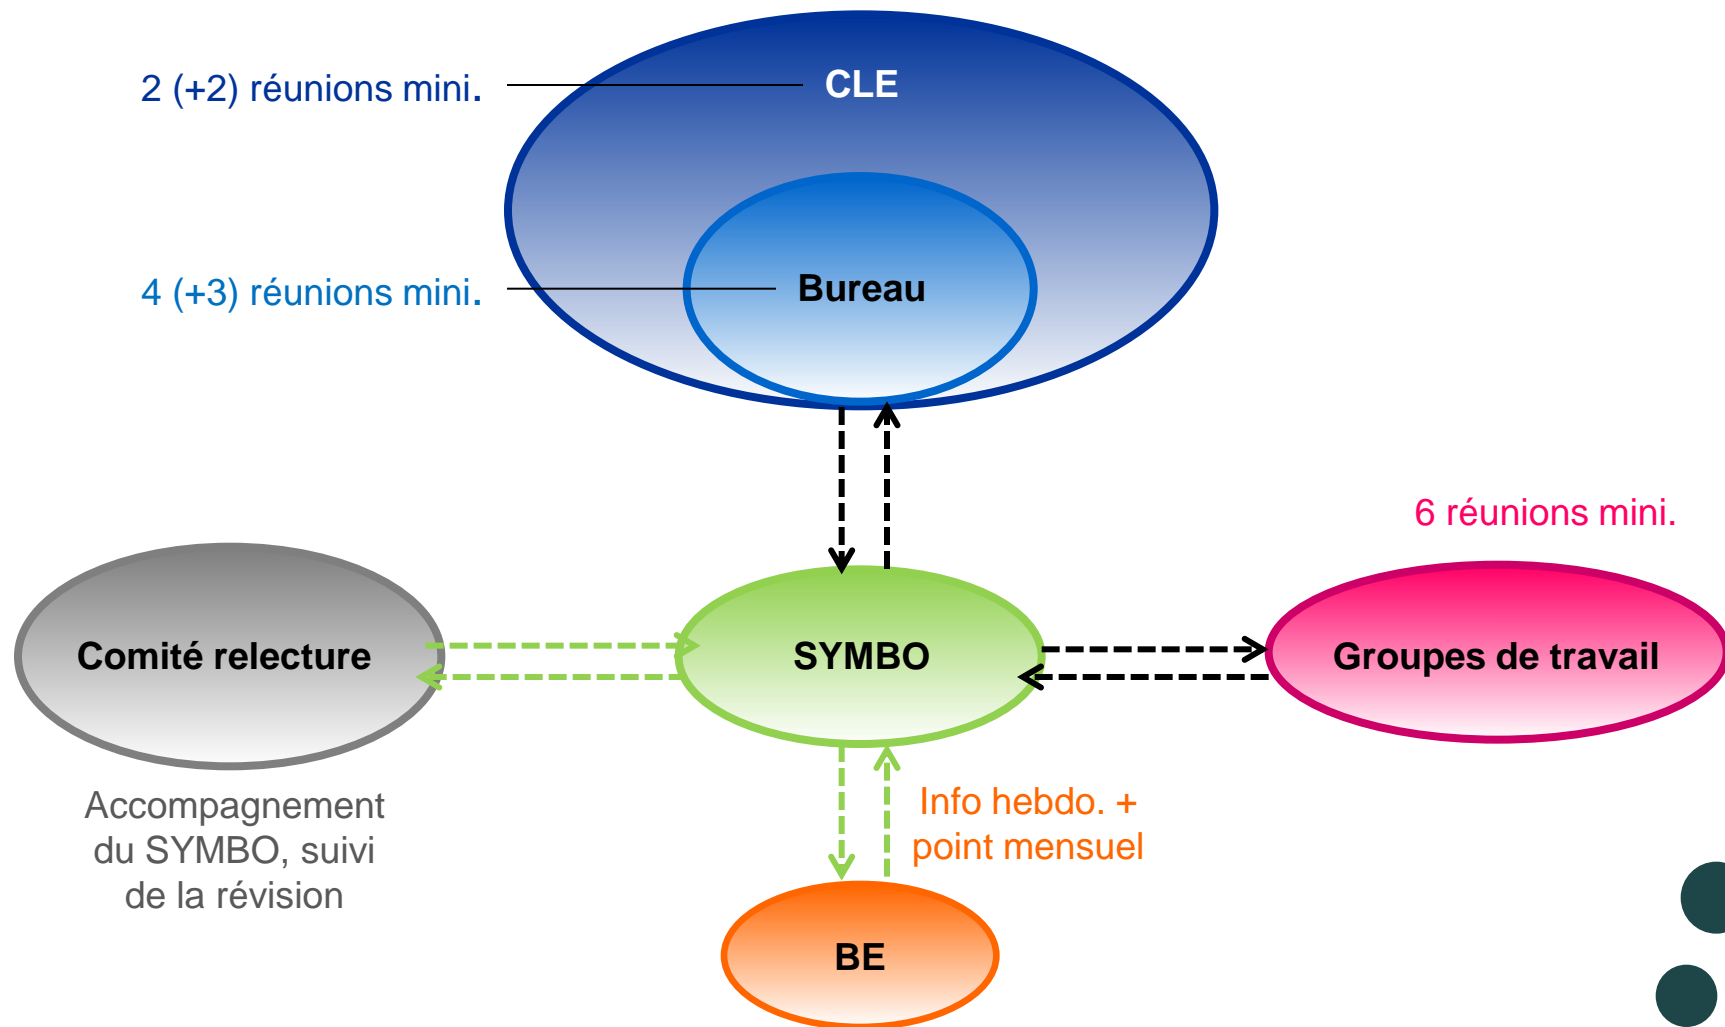 CLE
2 (+2) réunions mini.
4 (+3) réunions mini.
Bureau
6 réunions mini.
Comité relecture
SYMBO
Groupes de travail
Accompagnement
du SYMBO, suivi
de la révision
Info hebdo. +
point mensuel
BE